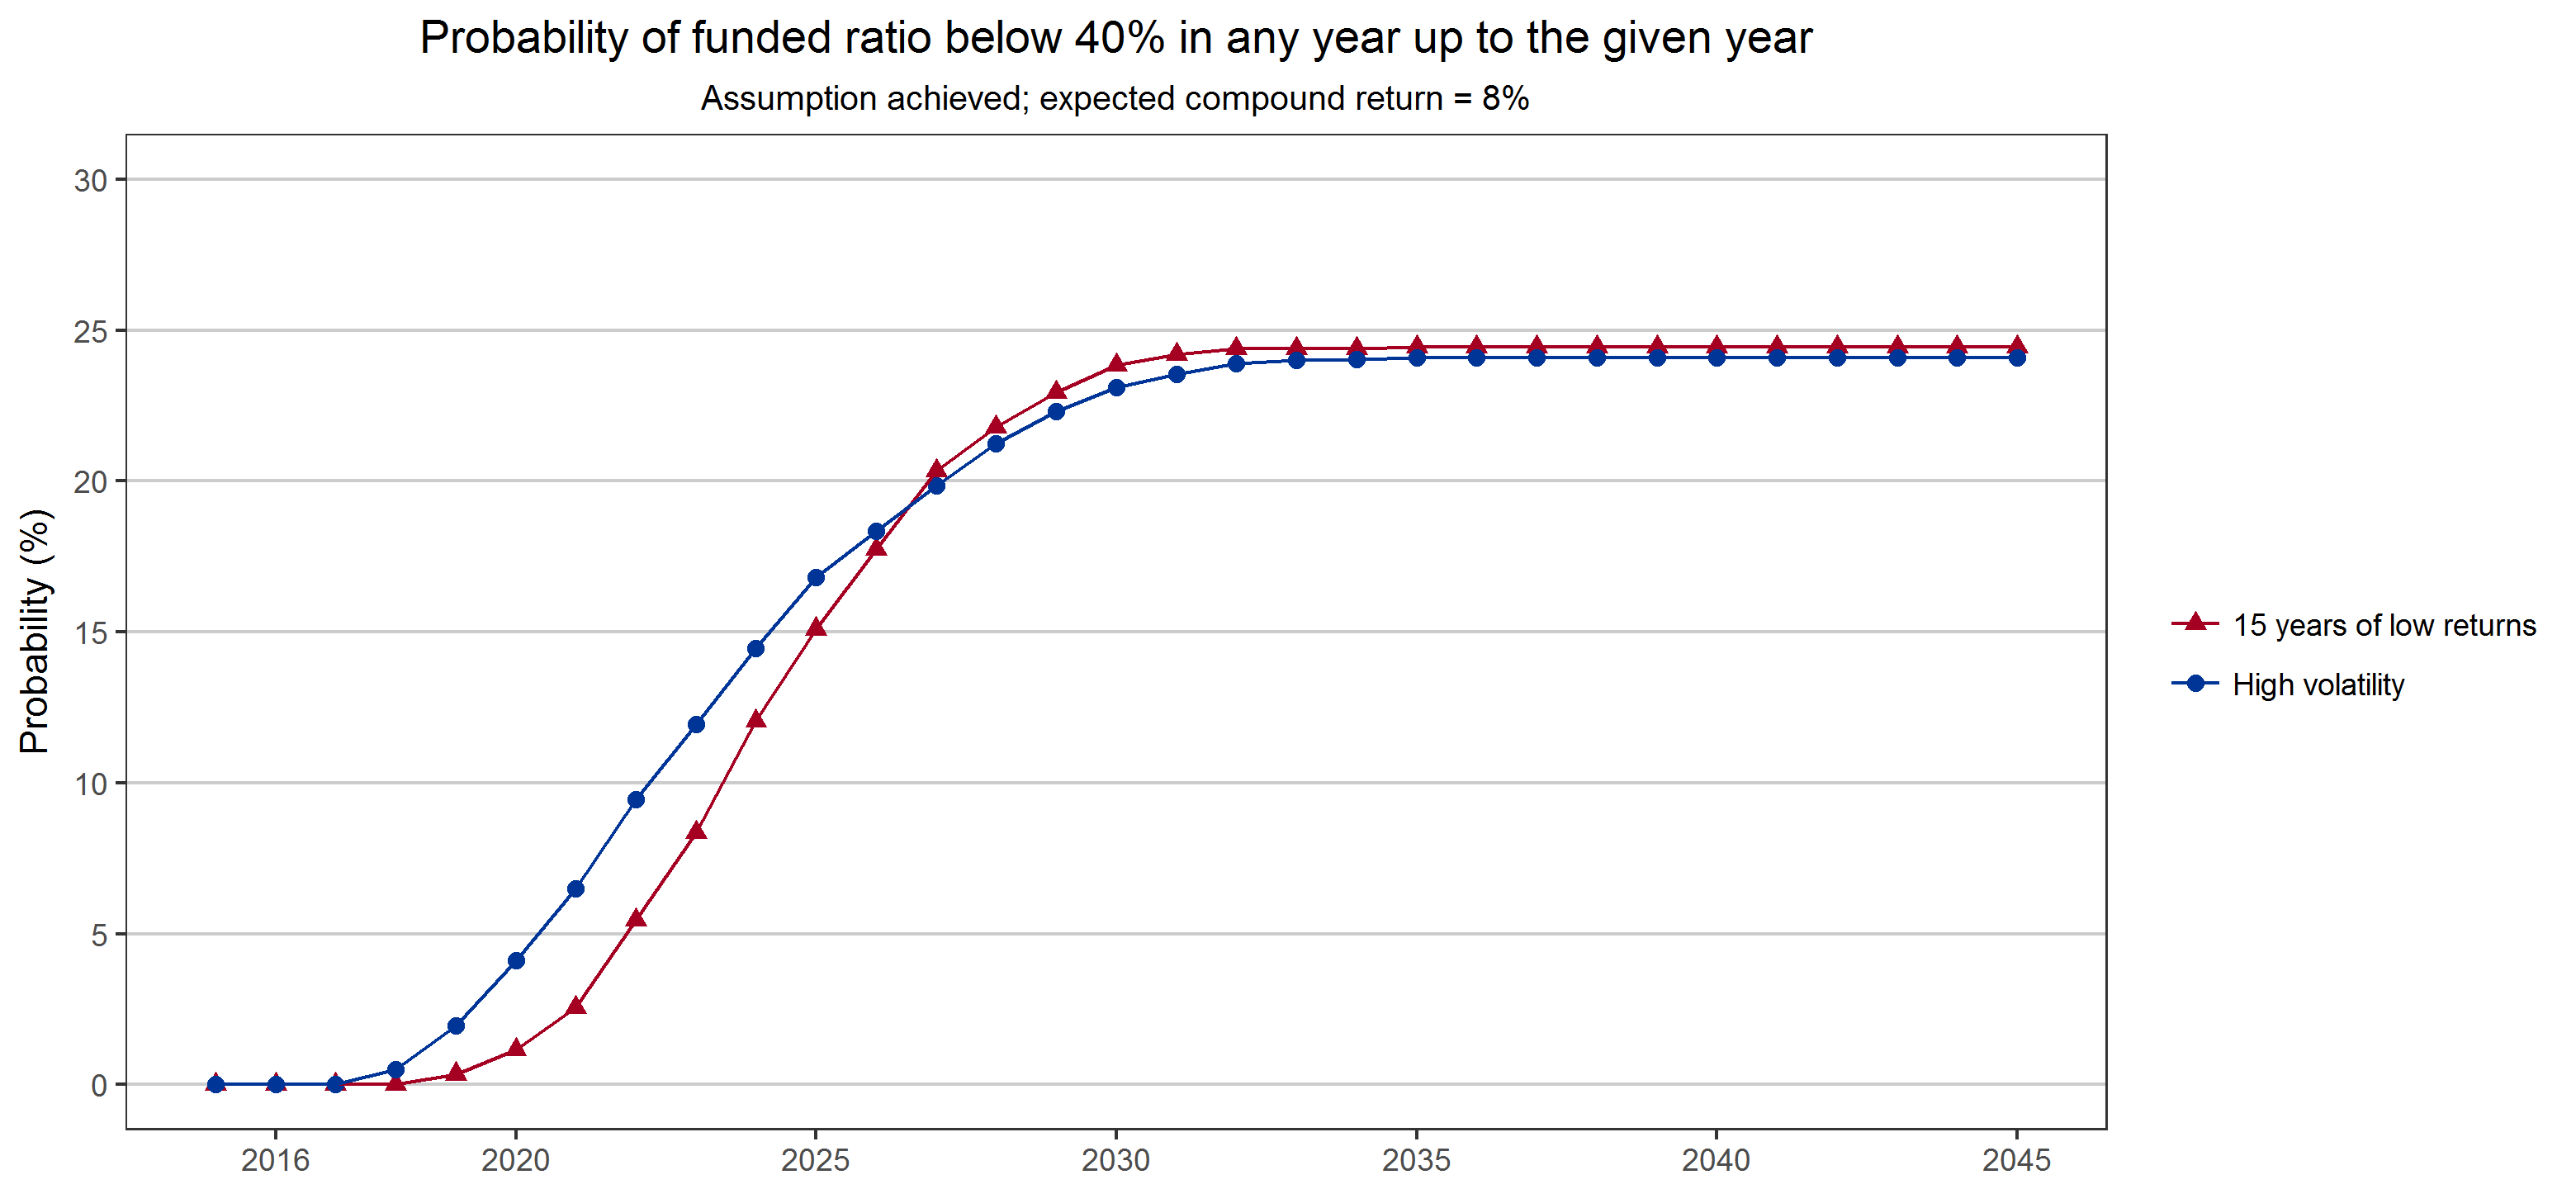 Probability of funded ratio below 40% in any year up to the given year
Assumption achieved; expected compound return = 8%
Probability (%)
30
25
20
15
10
5
0
2016 2020 2025 2030 2035 2040 2045
15 years of low returns
High volatility